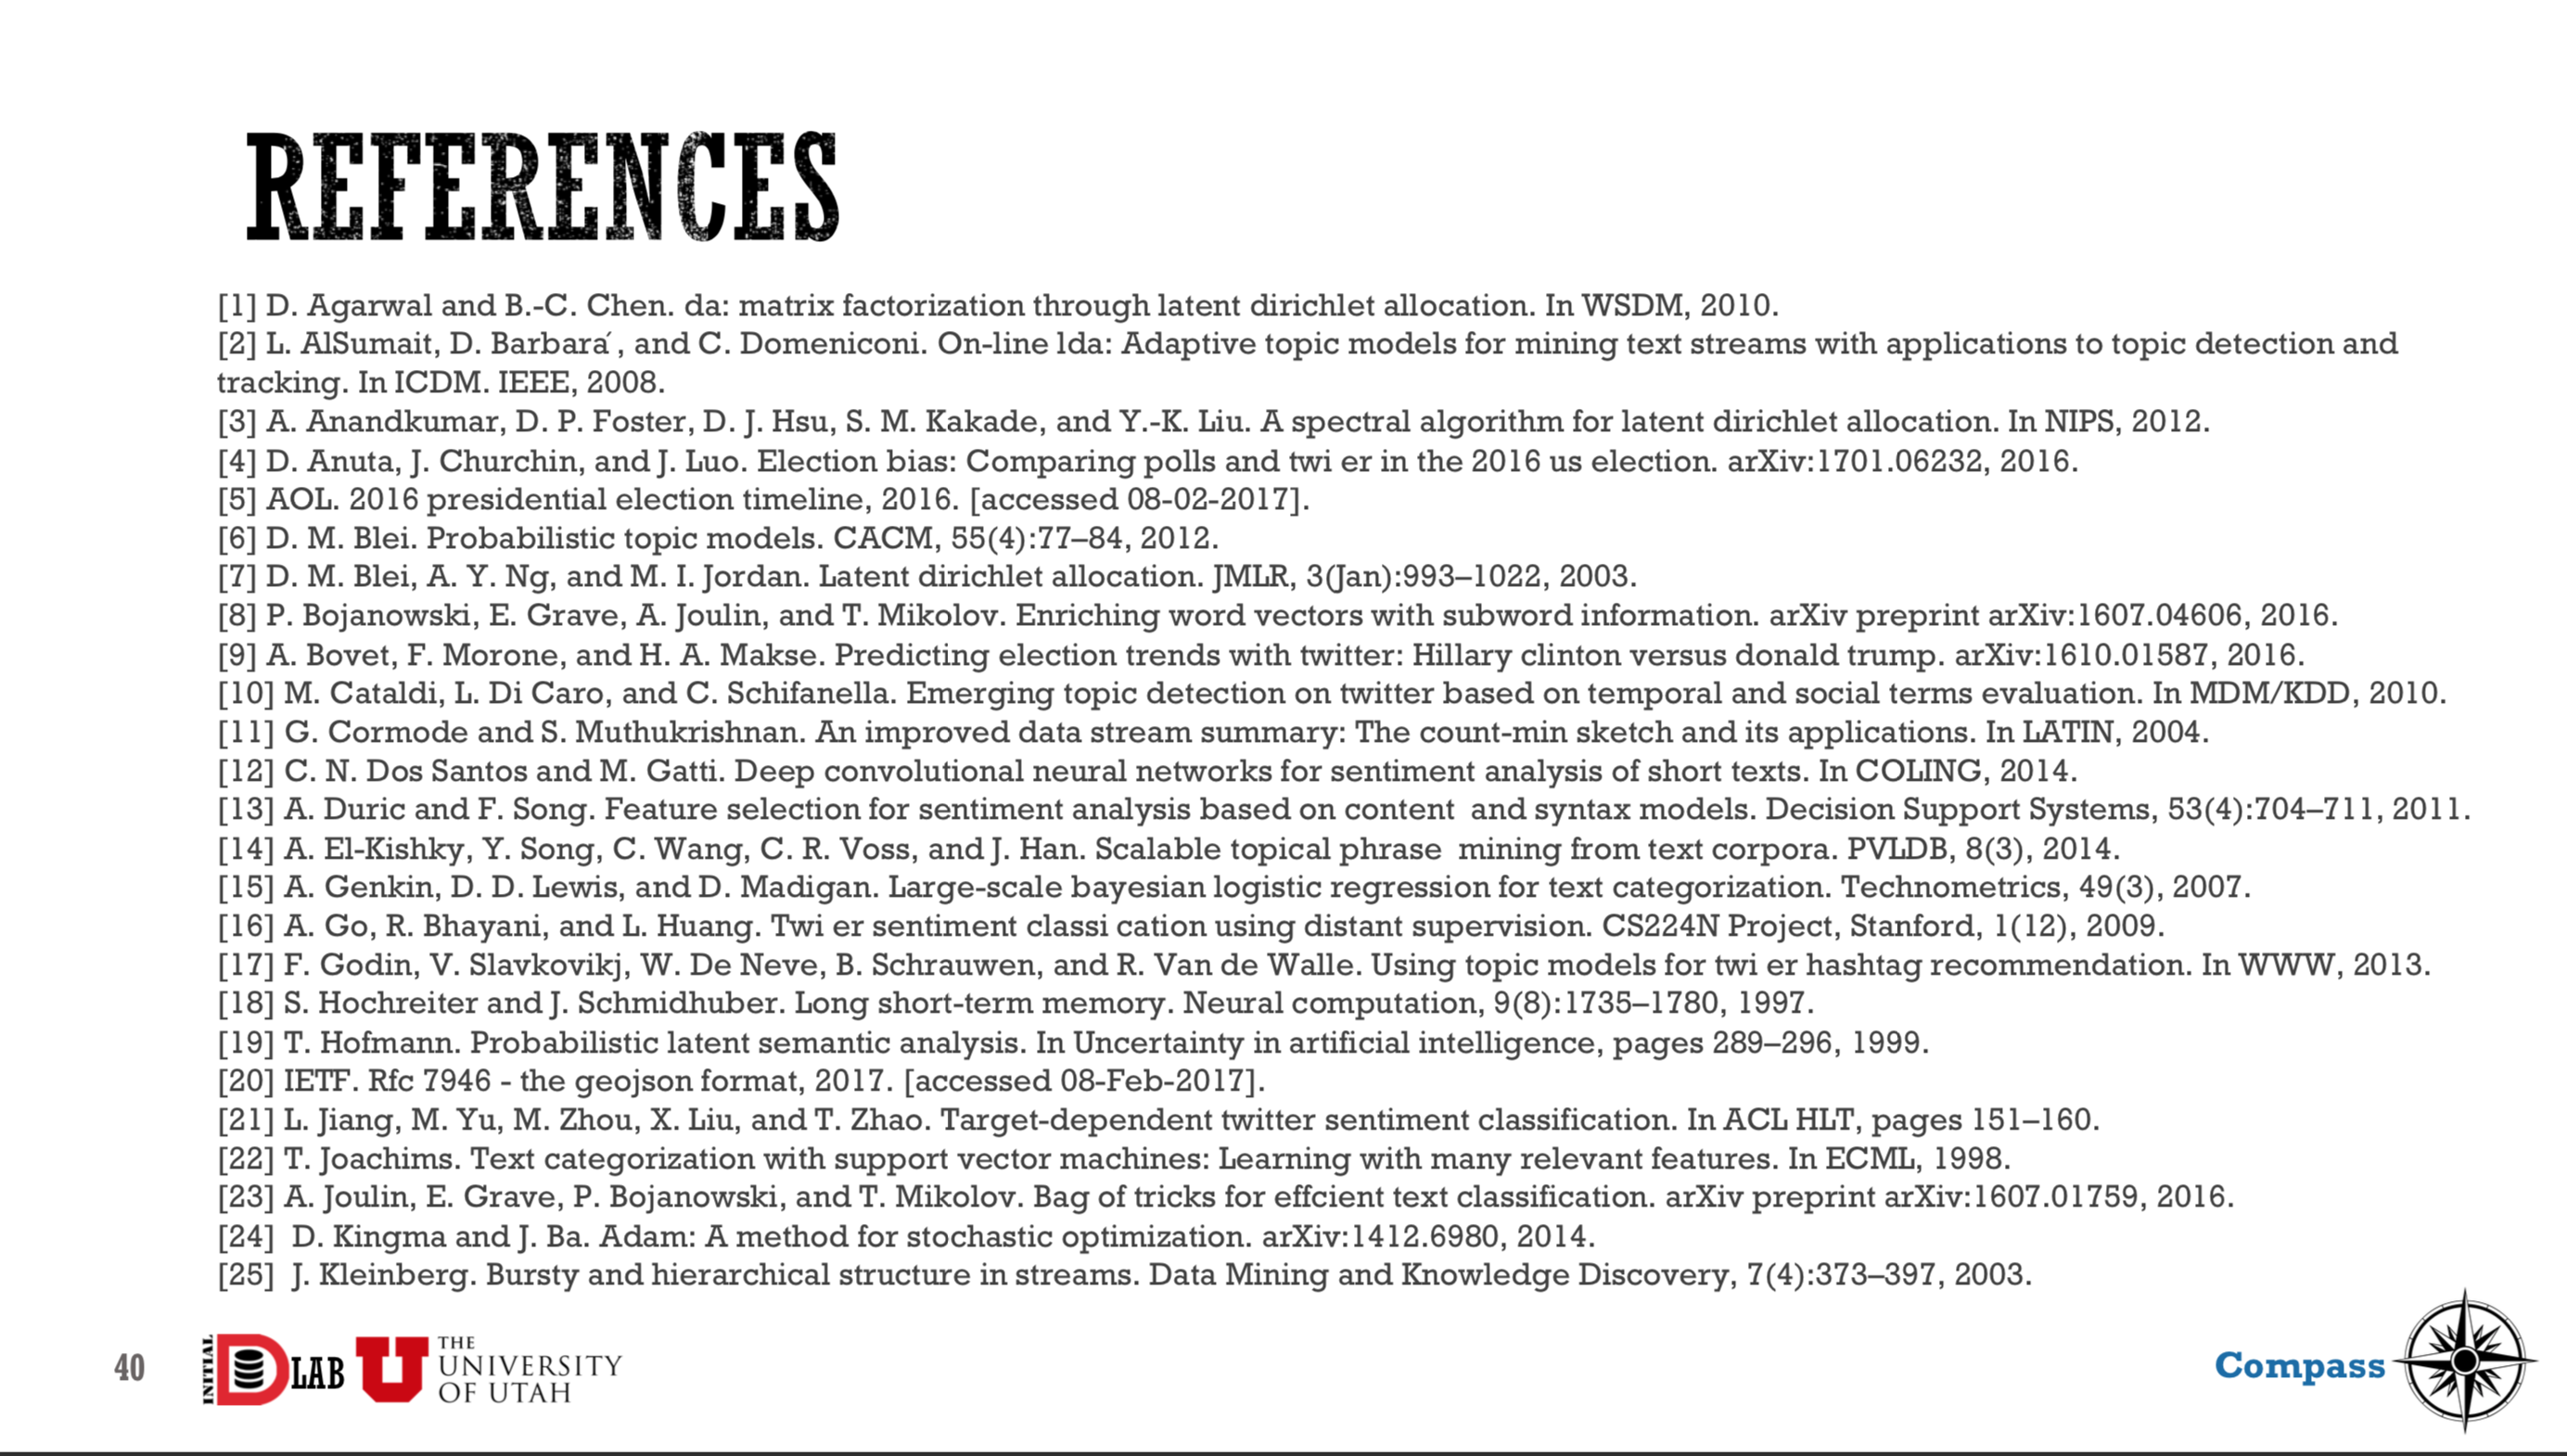 REFERENCES
[1] D. Agarwal and B.-C. Chen. da: matrix factorization through latent dirichlet allocation. In WSDM, 2010.
[2] L. AlSumait, D. Barbara´, and C. Domeniconi. On-line lda: Adaptive topic models for mining text streams with applications to topic detection and
tracking. In ICDM. IEEE, 2008.
[3] A. Anandkumar, D. P. Foster, D. J. Hsu, S. M. Kakade, and Y.-K. Liu. A spectral algorithm for latent dirichlet allocation. In NIPS, 2012.
[4] D. Anuta, J. Churchin, and J. Luo. Election bias: Comparing polls and twi er in the 2016 us election. arXiv:1701.06232, 2016.
[5] AOL. 2016 presidential election timeline, 2016. [accessed 08-02-2017].
[6] D. M. Blei. Probabilistic topic models. CACM, 55(4):77–84, 2012.
[7] D. M. Blei, A. Y. Ng, and M. I. Jordan. Latent dirichlet allocation. JMLR, 3(Jan):993–1022, 2003.
[8] P. Bojanowski, E. Grave, A. Joulin, and T. Mikolov. Enriching word vectors with subword information. arXiv preprint arXiv:1607.04606, 2016.
[9] A. Bovet, F. Morone, and H. A. Makse. Predicting election trends with twitter: Hillary clinton versus donald trump. arXiv:1610.01587, 2016.
[10] M. Cataldi, L. Di Caro, and C. Schifanella. Emerging topic detection on twitter based on temporal and social terms evaluation. In MDM/KDD, 2010.
[11] G. Cormode and S. Muthukrishnan. An improved data stream summary: The count-min sketch and its applications. In LATIN, 2004.
[12] C. N. Dos Santos and M. Gatti. Deep convolutional neural networks for sentiment analysis of short texts. In COLING, 2014.
[13] A. Duric and F. Song. Feature selection for sentiment analysis based on content and syntax models. Decision Support Systems, 53(4):704–711, 2011.
[14] A. El-Kishky, Y. Song, C. Wang, C. R. Voss, and J. Han. Scalable topical phrase mining from text corpora. PVLDB, 8(3), 2014.
[15] A. Genkin, D. D. Lewis, and D. Madigan. Large-scale bayesian logistic regression for text categorization. Technometrics, 49(3), 2007.
[16] A. Go, R. Bhayani, and L. Huang. Twi er sentiment classi cation using distant supervision. CS224N Project, Stanford, 1(12), 2009.
[17] F. Godin, V. Slavkovikj, W. De Neve, B. Schrauwen, and R. Van de Walle. Using topic models for twi er hashtag recommendation. In WWW, 2013.
[18] S. Hochreiter and J. Schmidhuber. Long short-term memory. Neural computation, 9(8):1735–1780, 1997.
[19] T. Hofmann. Probabilistic latent semantic analysis. In Uncertainty in artificial intelligence, pages 289–296, 1999.
[20] IETF. Rfc 7946 - the geojson format, 2017. [accessed 08-Feb-2017].
[21] L. Jiang, M. Yu, M. Zhou, X. Liu, and T. Zhao. Target-dependent twitter sentiment classification. In ACL HLT, pages 151–160.
[22] T. Joachims. Text categorization with support vector machines: Learning with many relevant features. In ECML, 1998.
[23] A. Joulin, E. Grave, P. Bojanowski, and T. Mikolov. Bag of tricks for effcient text classification. arXiv preprint arXiv:1607.01759, 2016.
[24] D. Kingma and J. Ba. Adam: A method for stochastic optimization. arXiv:1412.6980, 2014.
[25] J. Kleinberg. Bursty and hierarchical structure in streams. Data Mining and Knowledge Discovery, 7(4):373–397, 2003.
40
INITIAL
D LAB
U
THE
UNIVERSITY
OF UTAH
Compass